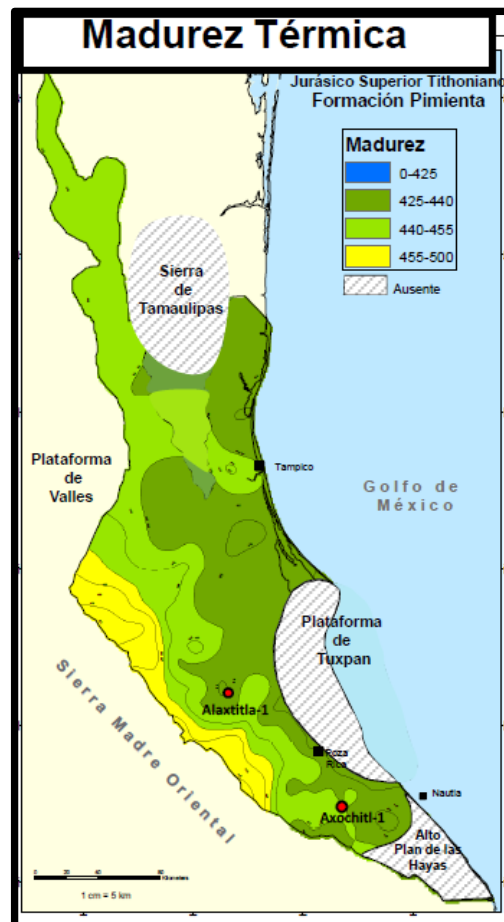 Madurez Térmica
Jurásico Superior Tithoniano
Formación Pimienta
Madurez
0-425
425-440
440-455
455-500
Ausente
Sierra
de
Tamaulipas
Plataforma
de
Valles
Tampico
Golfo de
México
Plataforma
de
Tuxpan
Alaxtitla-1
Sierra Madre Oriental
Poza
Rica
Nautla
Axochitl-1
Alto
Plan de las
Hayas
1 cm = 5 km